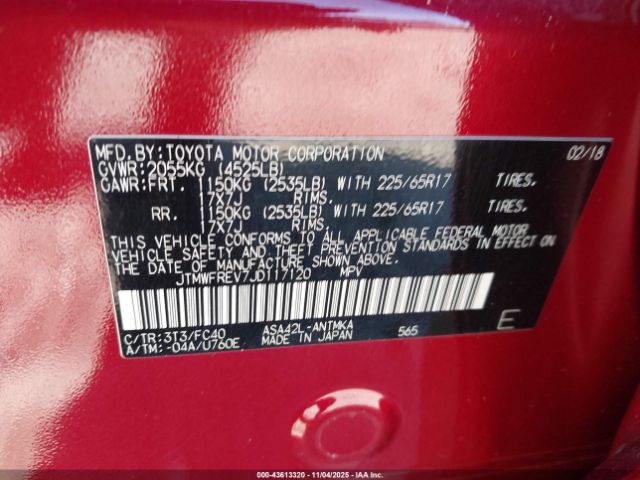 MFD. BY: TOYOTA MOTOR CORPORATION 02/18
GVWR: 2055KG (4525LB)
GAWR: FRT. 1150KG (2535LB) WITH 225/65R17 TIRES.
17X7J RIMS.
RR. 1150KG (2535LB) WITH 225/65R17 TIRES.
17X7J RIMS.
THIS VEHICLE CONFORMS TO ALL APPLICABLE FEDERAL MOTOR
VEHICLE SAFETY AND THEFT PREVENTION STANDARDS IN EFFECT ON
THE DATE OF MANUFACTURE SHOWN ABOVE.
JTMWFREV7JD117120 MPV
C/TR: 3T3/FC40 ASA42L-ANTMKA 565 E
A/TM: -04A/U760E MADE IN JAPAN
000-43613320 11/04/2025 IAA Inc.